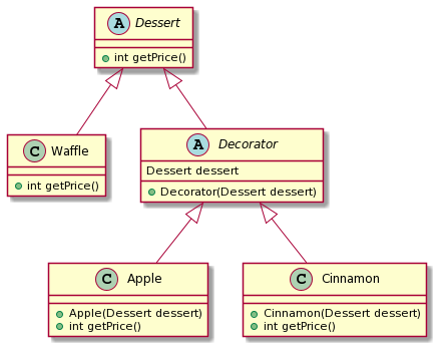 A Dessert
int getPrice()
C Waffle
int getPrice()
A Decorator
Dessert dessert
Decorator(Dessert dessert)
C Apple
Apple(Dessert dessert)
int getPrice()
C Cinnamon
Cinnamon(Dessert dessert)
int getPrice()